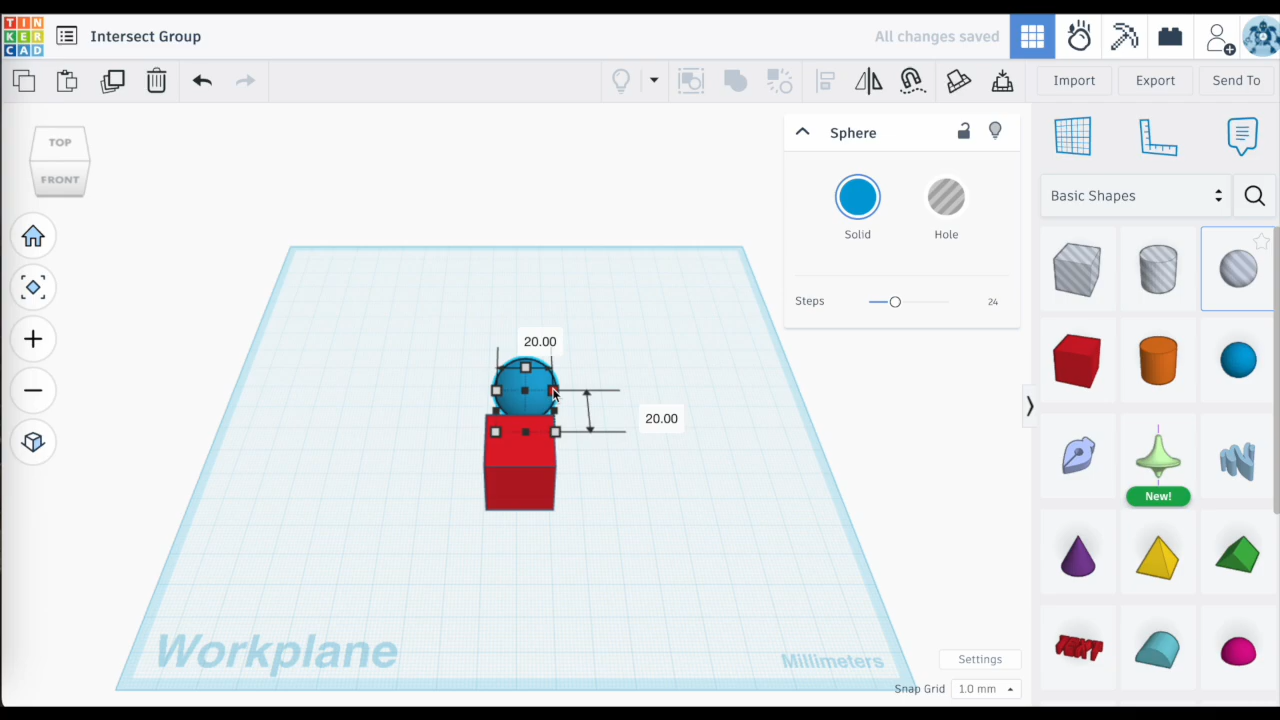 TIN
KER
CAD
Intersect Group
All changes saved
Import
Export
Send To
TOP
FRONT
Sphere
Solid
Hole
Steps
24
Basic Shapes
20.00
20.00
New!
TEXT
Workplane
Millimeters
Settings
Snap Grid
1.0 mm